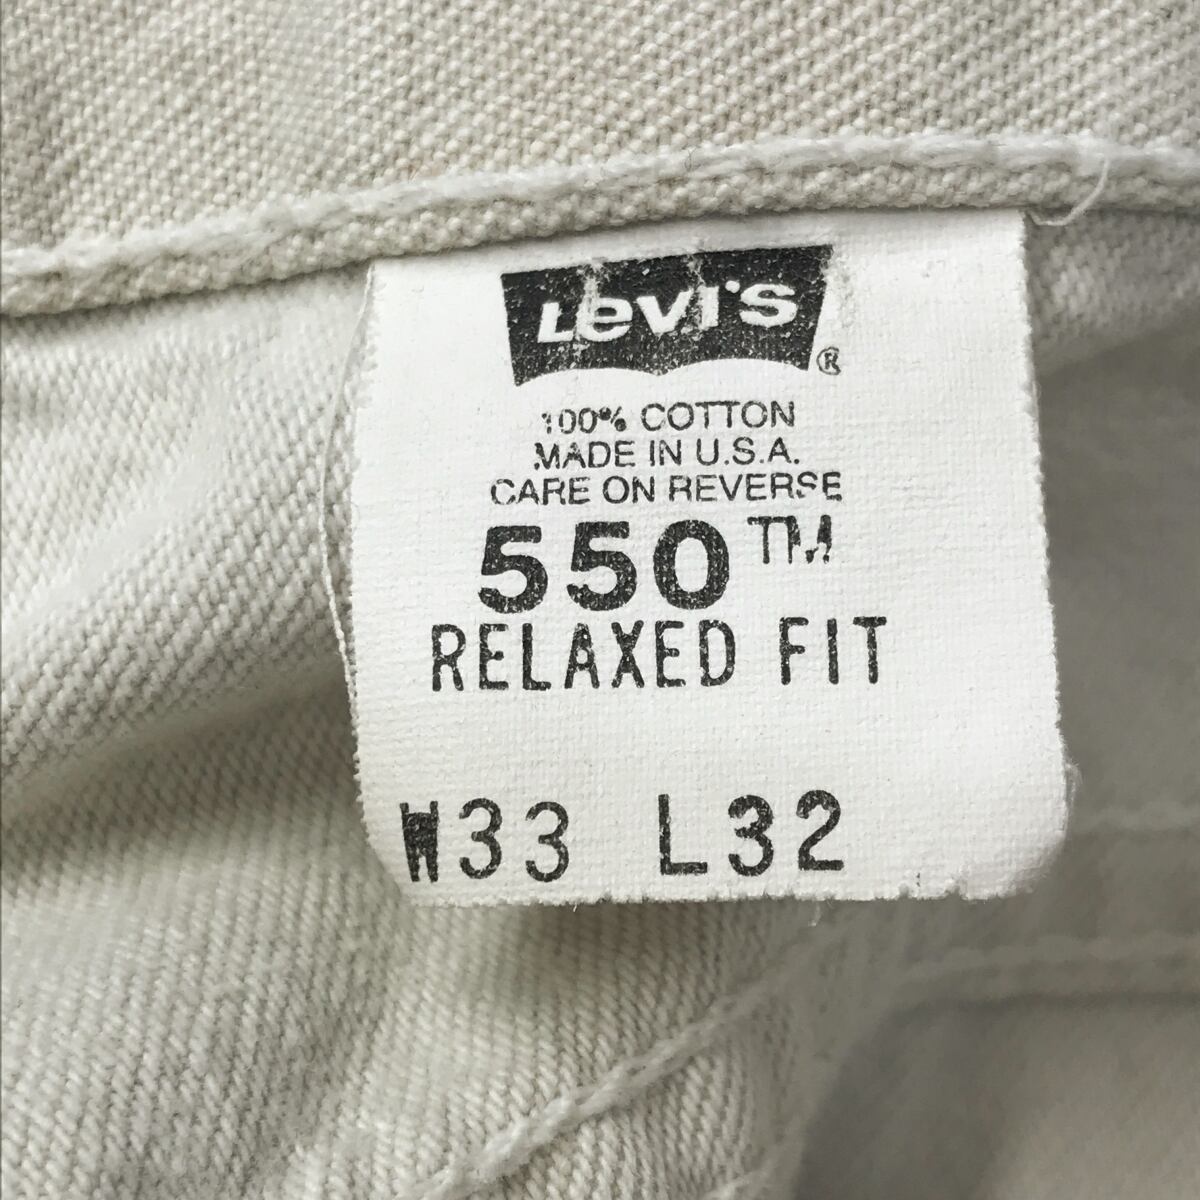 Levi's
®
100% COTTON
MADE IN U.S.A.
CARE ON REVERSE
550™
RELAXED FIT
W33 L32